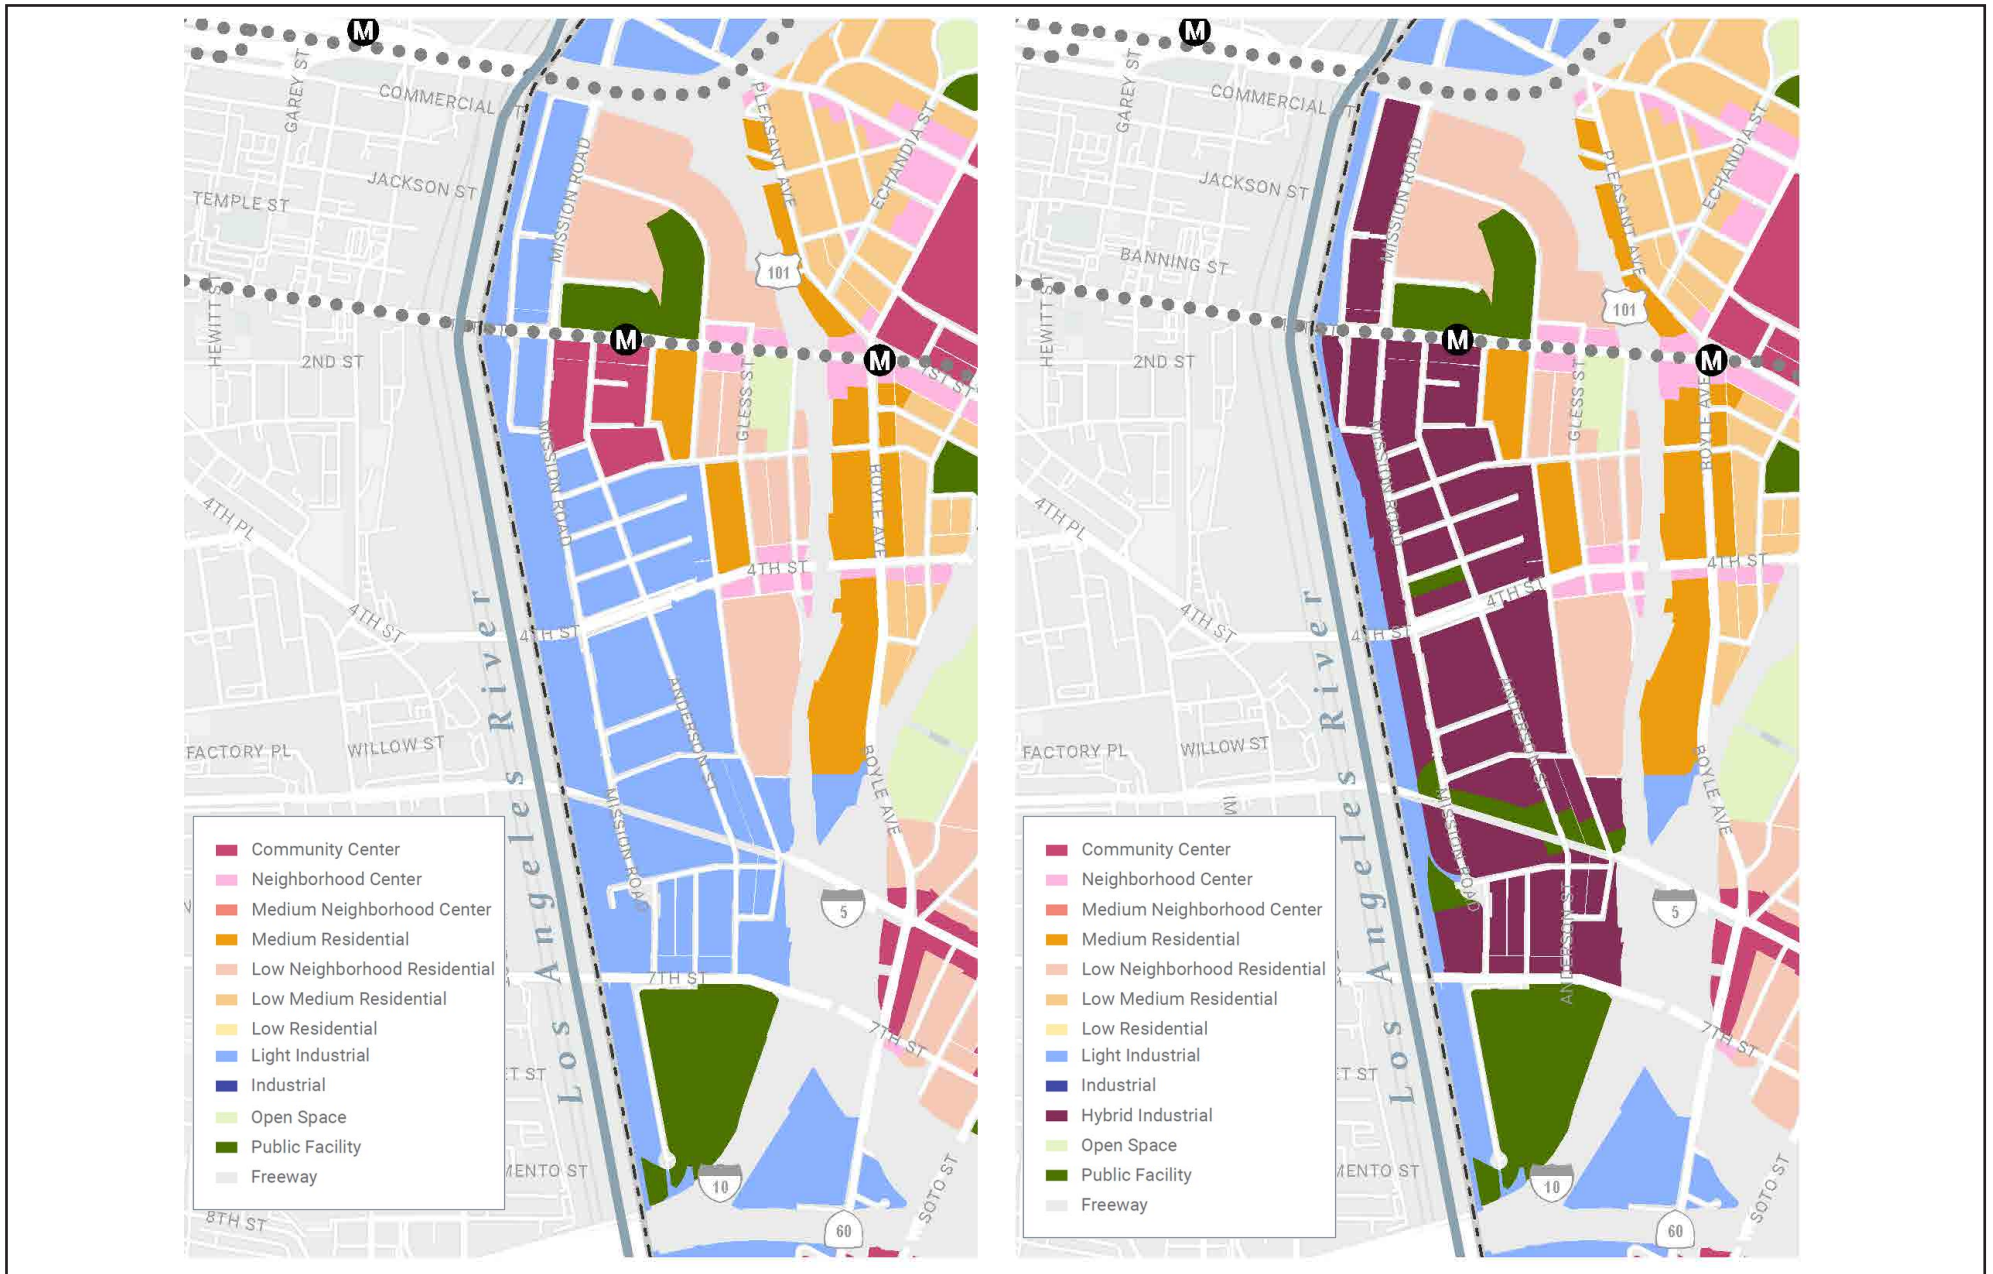 M
GAREY ST
COMMERCIAL
PLEASANT AVE
ECHANDIA ST
JACKSON ST
TEMPLE ST
MISSION ROAD
101
HEWITT ST
M
M
2ND ST
1ST ST
GLESS ST
MISSION ROAD
BOYLE AVE
4TH PL
4TH ST
4TH ST
4TH ST
Los Angeles River
ANDERSON ST
FACTORY PL
WILLOW ST
BOYLE AVE
MISSION ROAD
5
7TH ST
7TH ST
MENTO ST
10
SOTO ST
8TH ST
60
Community Center
Neighborhood Center
Medium Neighborhood Center
Medium Residential
Low Neighborhood Residential
Low Medium Residential
Low Residential
Light Industrial
Industrial
Open Space
Public Facility
Freeway
M
GAREY ST
COMMERCIAL
ECHANDIA ST
JACKSON ST
MISSION ROAD
PLEASANT AVE
BANNING ST
101
HEWITT ST
M
M
2ND ST
GLESS ST
BOYLE AVE
MISSION ROAD
4TH PL
4TH ST
4TH ST
4TH ST
4TH ST
Los Angeles River
ANDERSON ST
FACTORY PL
WILLOW ST
BOYLE AVE
MISSION ROAD
5
ANDERSON ST
7TH ST
MENTO ST
10
SOTO ST
60
Community Center
Neighborhood Center
Medium Neighborhood Center
Medium Residential
Low Neighborhood Residential
Low Medium Residential
Low Residential
Light Industrial
Industrial
Hybrid Industrial
Open Space
Public Facility
Freeway